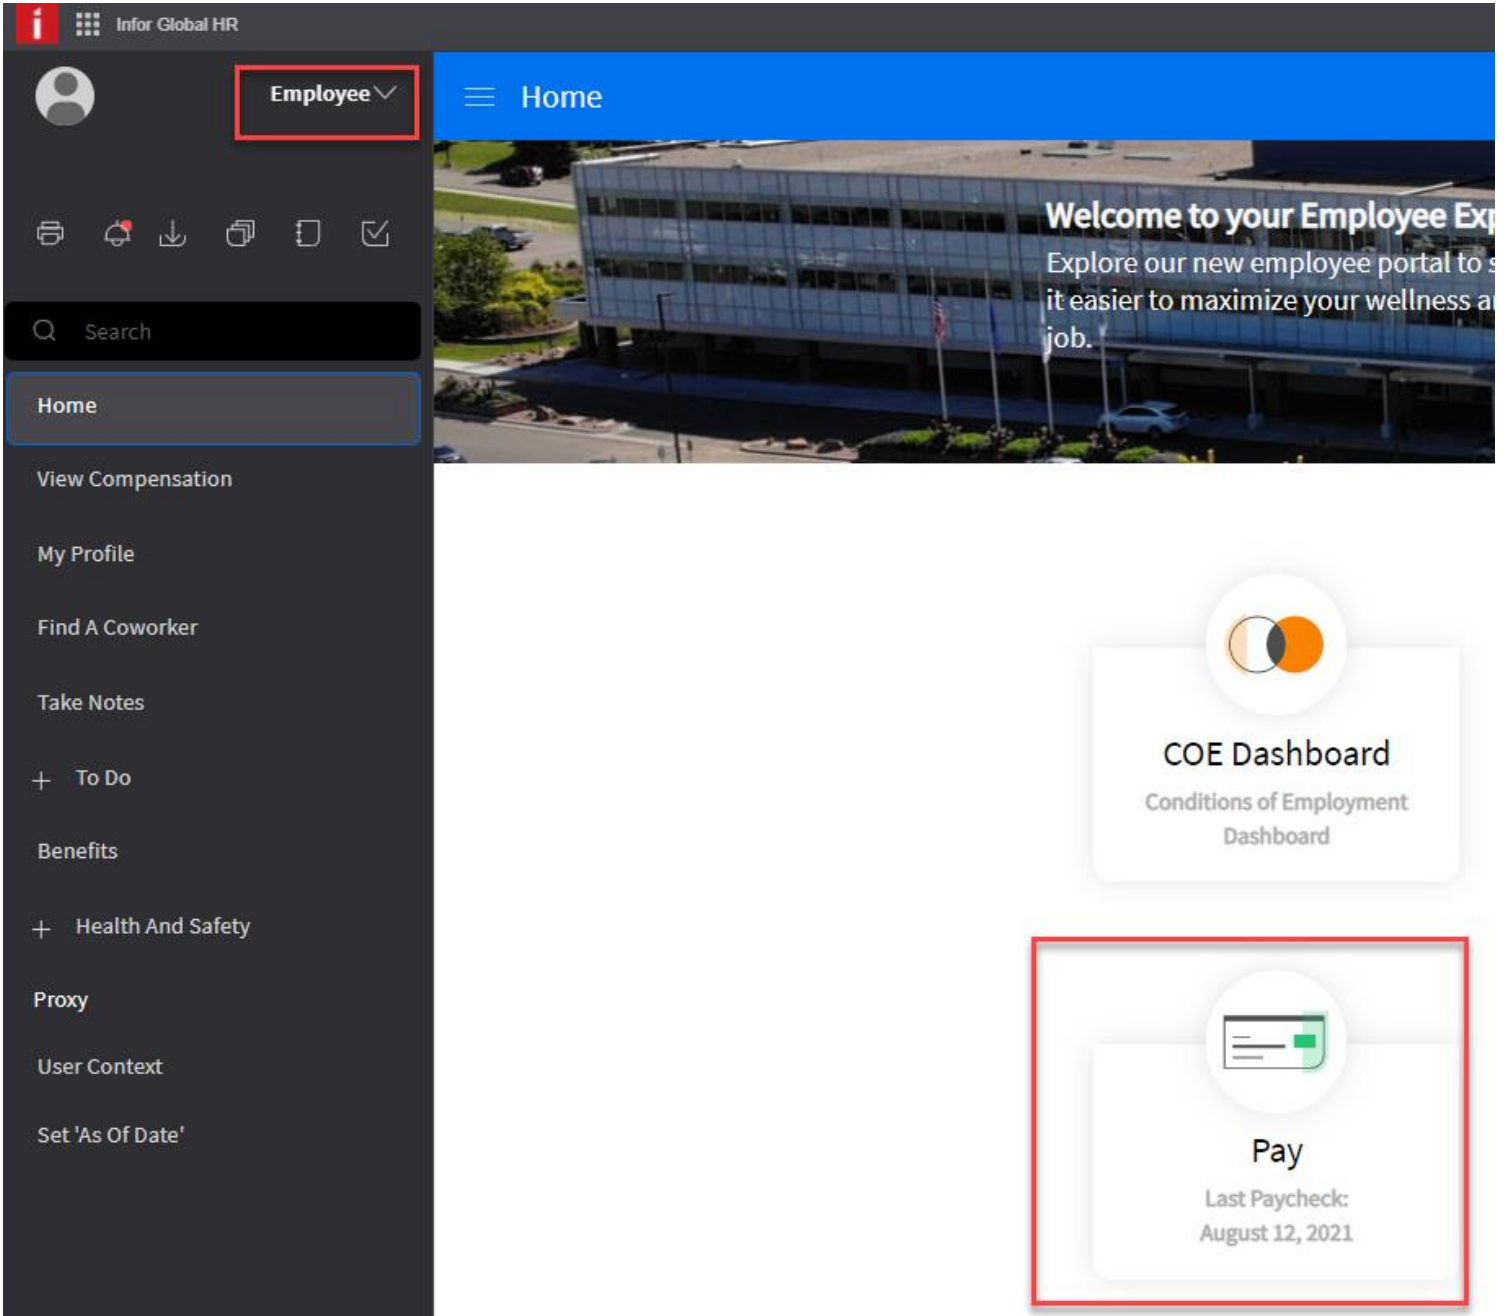 Infor Global HR
Employee
Home
Welcome to your Employee
Explore our new employee portal to
it easier to maximize your wellness
job.
Search
Home
View Compensation
My Profile
Find A Coworker
Take Notes
To Do
Benefits
Health And Safety
Proxy
User Context
Set 'As Of Date'
COE Dashboard
Conditions of Employment
Dashboard
Pay
Last Paycheck:
August 12, 2021